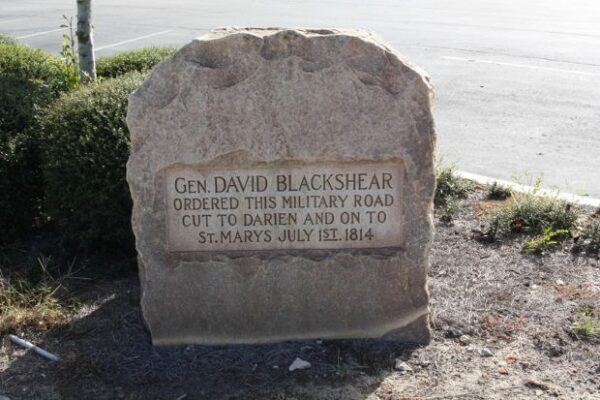 GEN. DAVID BLACKSHEAR
ORDERED THIS MILITARY ROAD
CUT TO DARIEN AND ON TO
ST. MARYS JULY 1ST. 1814